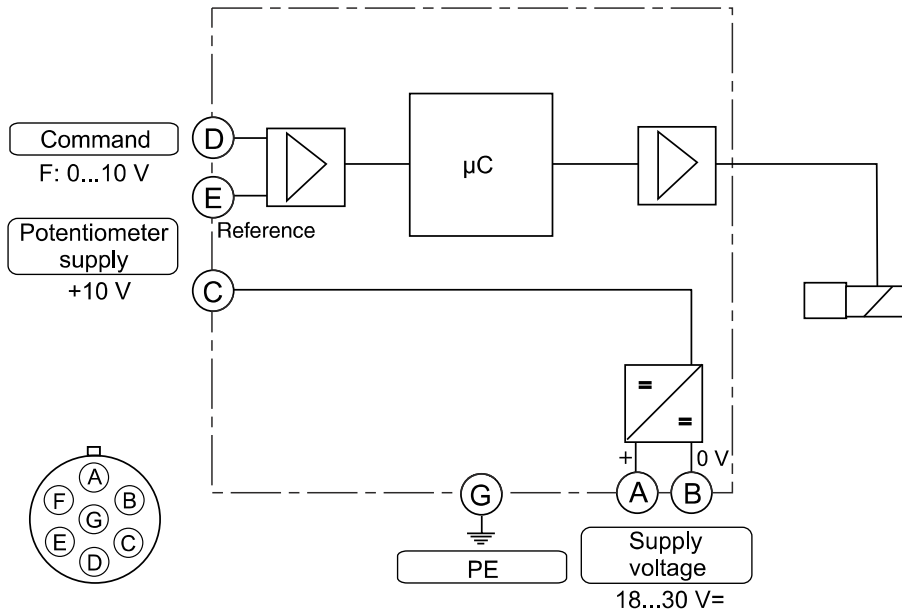 Command
F: 0...10 V
D
E
Reference
Potentiometer
supply
+10 V
C
µC
=
=
+
0 V
A
B
G
PE
Supply
voltage
18...30 V=
A
F
B
G
E
C
D